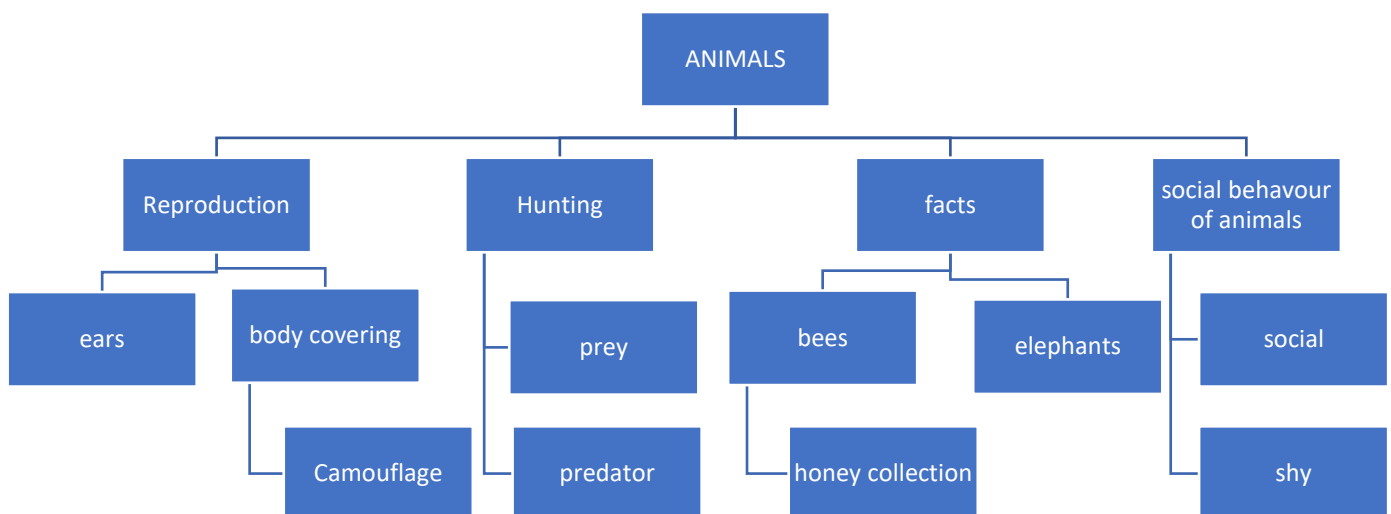 ANIMALS
Reproduction
Hunting
facts
social behavour
of animals
ears
body covering
prey
bees
elephants
social
Camouflage
predator
honey collection
shy